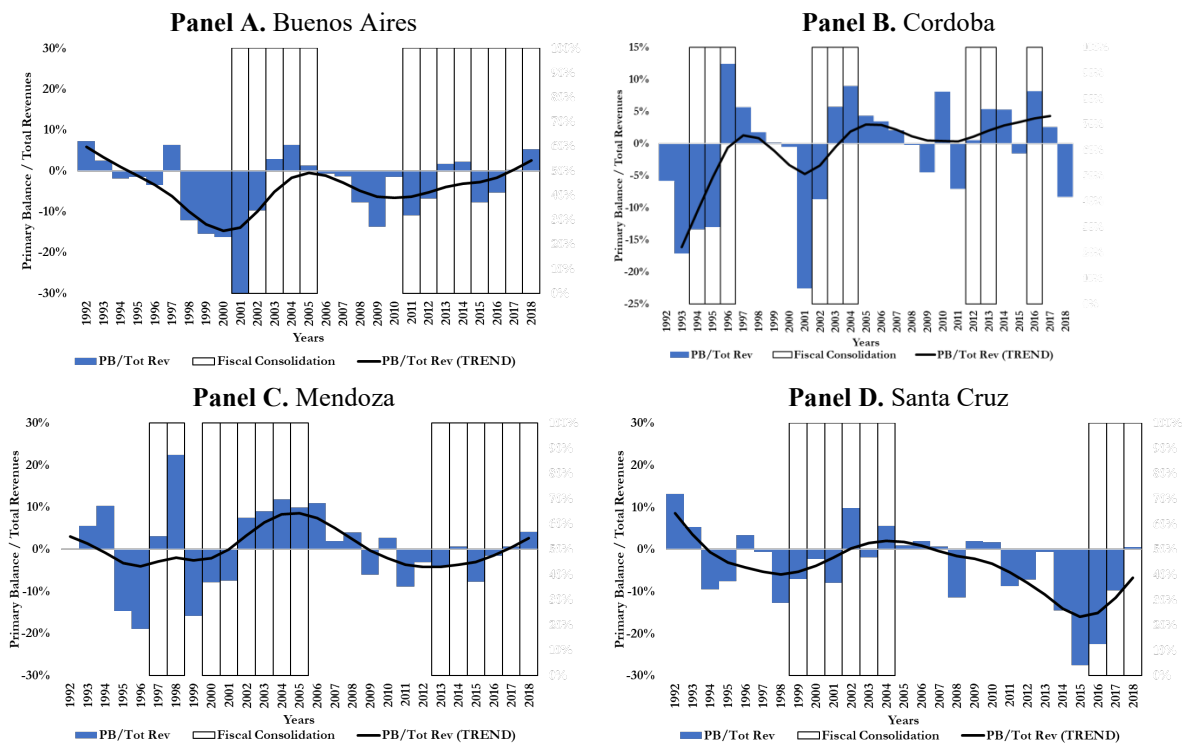 Panel A. Buenos Aires
30%
20%
10%
0%
-10%
-20%
-30%
Primary Balance / Total Revenues
1992 1993 1994 1995 1996 1997 1998 1999 2000 2001 2002 2003 2004 2005 2006 2007 2008 2009 2010 2011 2012 2013 2014 2015 2016 2017 2018
Years
PB/Tot Rev Fiscal Consolidation PB/Tot Rev (TREND)
Panel B. Cordoba
15%
10%
5%
0%
-5%
-10%
-15%
-20%
-25%
Primary Balance / Total Revenues
1992 1993 1994 1995 1996 1997 1998 1999 2000 2001 2002 2003 2004 2005 2006 2007 2008 2009 2010 2011 2012 2013 2014 2015 2016 2017 2018
Years
PB/Tot Rev Fiscal Consolidation PB/Tot Rev (TREND)
Panel C. Mendoza
30%
20%
10%
0%
-10%
-20%
-30%
Primary Balance / Total Revenues
1992 1993 1994 1995 1996 1997 1998 1999 2000 2001 2002 2003 2004 2005 2006 2007 2008 2009 2010 2011 2012 2013 2014 2015 2016 2017 2018
Years
PB/Tot Rev Fiscal Consolidation PB/Tot Rev (TREND)
Panel D. Santa Cruz
30%
20%
10%
0%
-10%
-20%
-30%
Primary Balance / Total Revenues
1992 1993 1994 1995 1996 1997 1998 1999 2000 2001 2002 2003 2004 2005 2006 2007 2008 2009 2010 2011 2012 2013 2014 2015 2016 2017 2018
Years
PB/Tot Rev Fiscal Consolidation PB/Tot Rev (TREND)